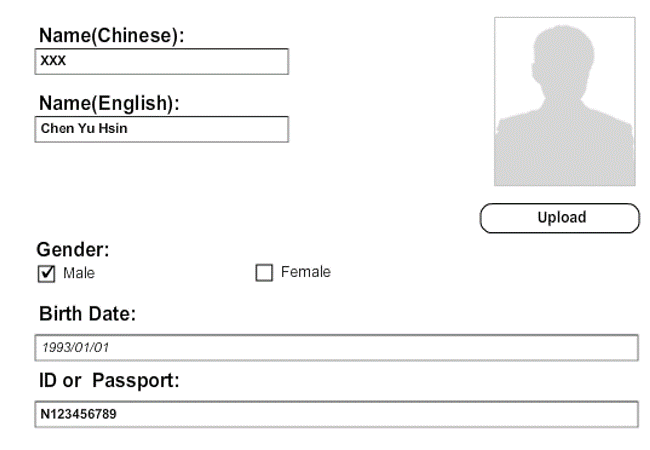 Name(Chinese):
XXX
Name(English):
Chen Yu Hsin
Upload
Gender:
Male Female
Birth Date:
1993/01/01
ID or Passport:
N123456789